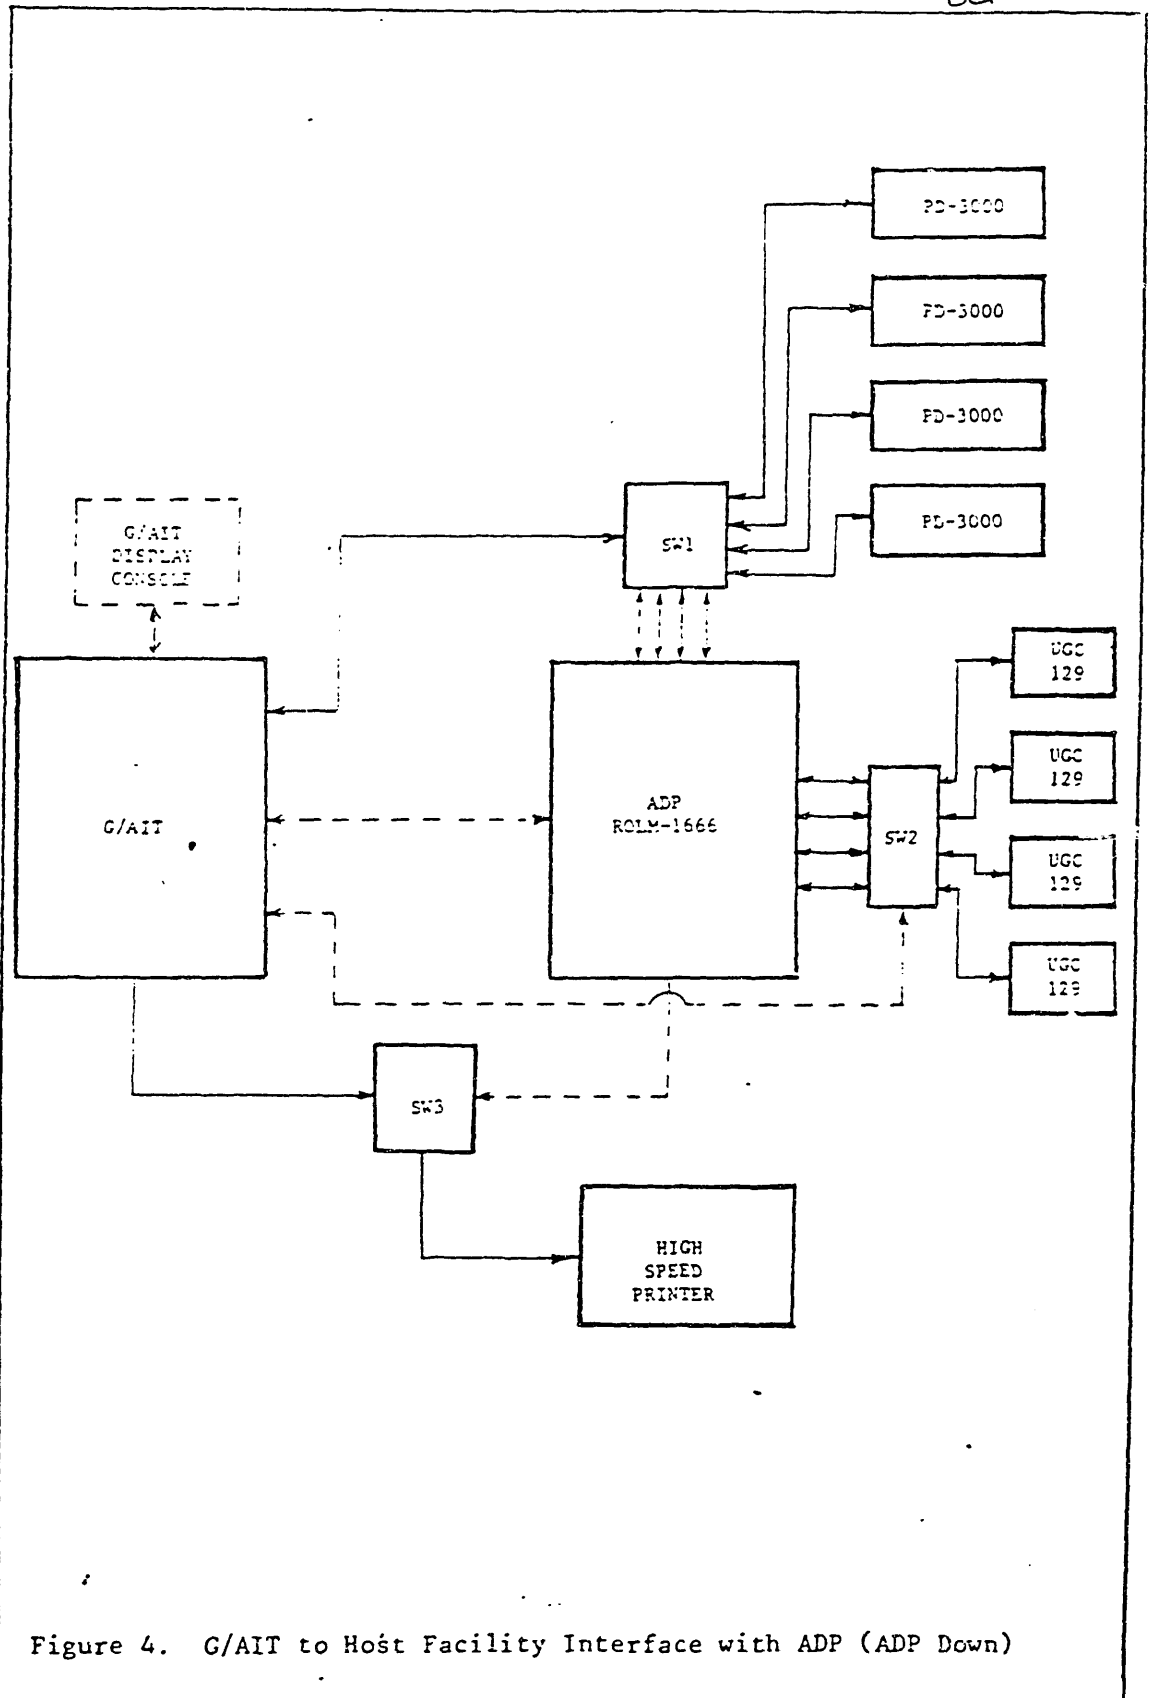 PD-3000
PD-3000
PD-3000
PD-3000
SW1
G/AIT
DISPLAY
CONSOLE
UGC
129
UGC
129
UGC
129
UGC
129
G/AIT
ADP
ROLM-1666
SW2
SW3
HIGH
SPEED
PRINTER
Figure 4. G/AIT to Host Facility Interface with ADP (ADP Down)